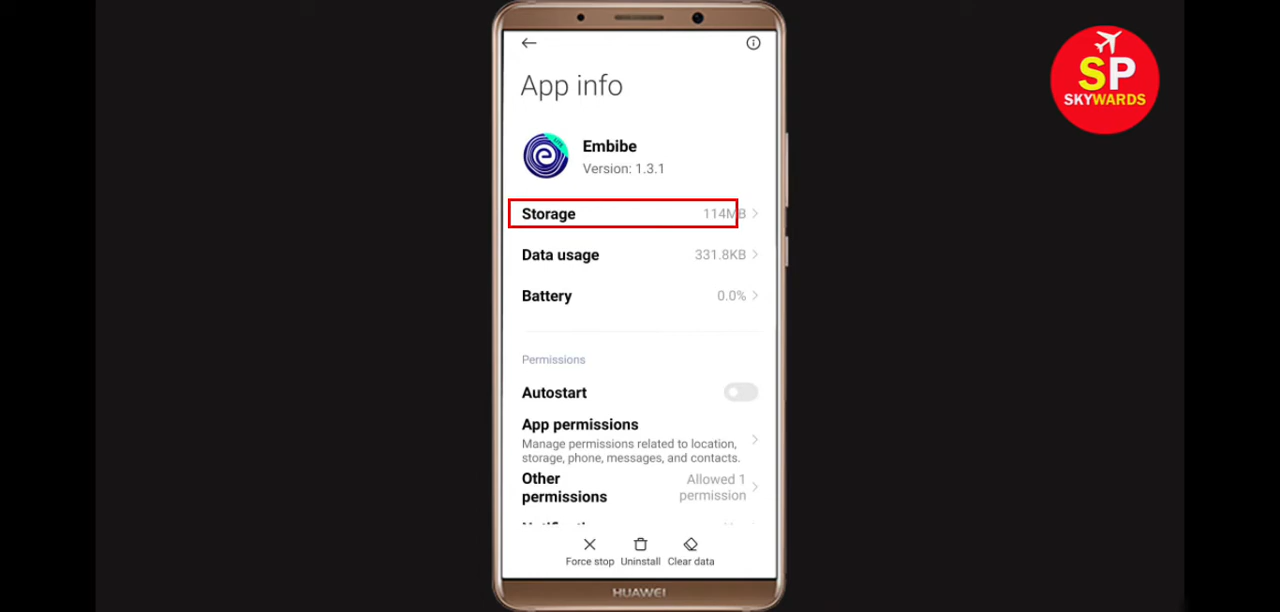 SP
SKYWARDS
App info
Embibe
Version: 1.3.1
Storage 114MB
Data usage 331.8KB
Battery 0.0%
Permissions
Autostart
App permissions
Manage permissions related to location,
storage, phone, messages, and contacts.
Other permissions
Allowed 1 permission
Force stop Uninstall Clear data
HUAWEI